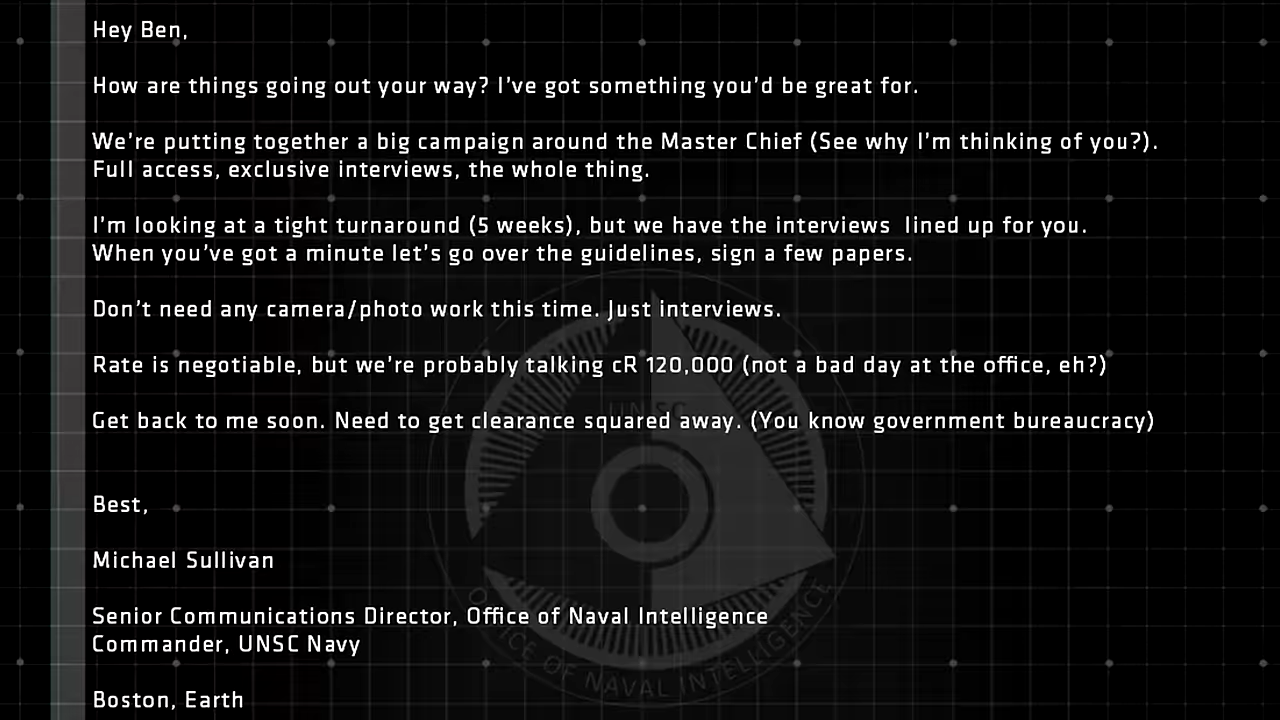 Hey Ben,
How are things going out your way? I've got something you'd be great for.
We're putting together a big campaign around the Master Chief (See why I'm thinking of you?).
Full access, exclusive interviews, the whole thing.
I'm looking at a tight turnaround (5 weeks), but we have the interviews  lined up for you.
When you've got a minute let's go over the guidelines, sign a few papers.
Don't need any camera/photo work this time. Just interviews.
Rate is negotiable, but we're probably talking cR 120,000 (not a bad day at the office, eh?)
UNSC
Get back to me soon. Need to get clearance squared away. (You know government bureaucracy)
Best,
Michael Sullivan
Senior Communications Director, Office of Naval Intelligence
Commander, UNSC Navy
OFFICE OF NAVAL INTELLIGENCE
Boston, Earth